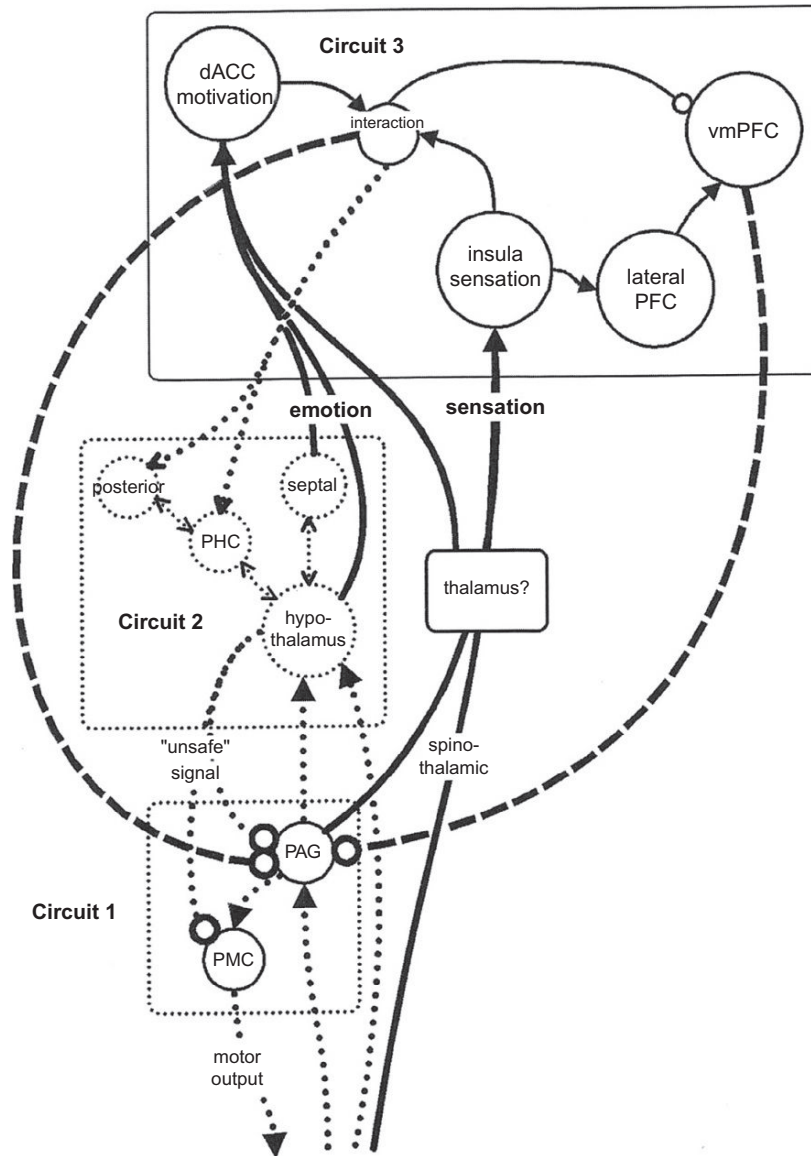 Circuit 3
dACC
motivation
interaction
vmPFC
insula
sensation
lateral
PFC
emotion
sensation
posterior
septal
PHC
thalamus?
Circuit 2
hypo-
thalamus
"unsafe"
signal
spino-
thalamic
PAG
Circuit 1
PMC
motor
output